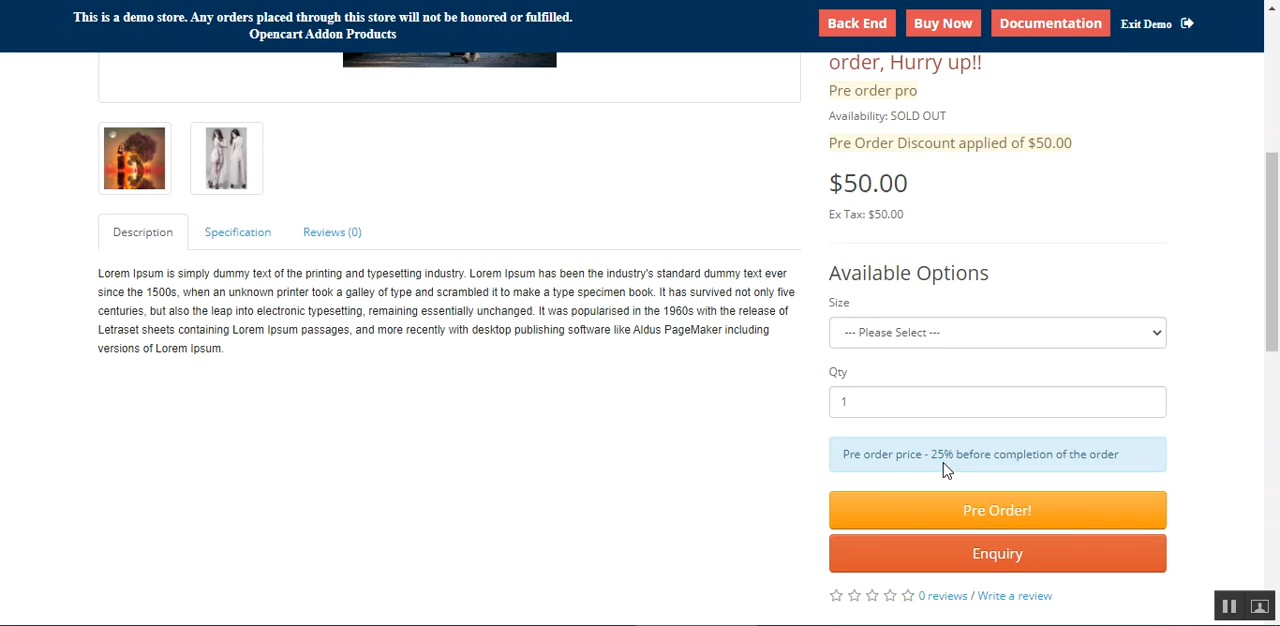 This is a demo store. Any orders placed through this store will not be honored or fulfilled.
Opencart Addon Products
Back End
Buy Now
Documentation
Exit Demo
order, Hurry up!!
Pre order pro
Availability: SOLD OUT
Pre Order Discount applied of $50.00
$50.00
Ex Tax: $50.00
Description
Specification
Reviews (0)
Lorem Ipsum is simply dummy text of the printing and typesetting industry. Lorem Ipsum has been the industry's standard dummy text ever
since the 1500s, when an unknown printer took a galley of type and scrambled it to make a type specimen book. It has survived not only five
centuries, but also the leap into electronic typesetting, remaining essentially unchanged. It was popularised in the 1960s with the release of
Letraset sheets containing Lorem Ipsum passages, and more recently with desktop publishing software like Aldus PageMaker including
versions of Lorem Ipsum.
Available Options
Size
--- Please Select ---
Qty
1
Pre order price - 25% before completion of the order
Pre Order!
Enquiry
0 reviews / Write a review